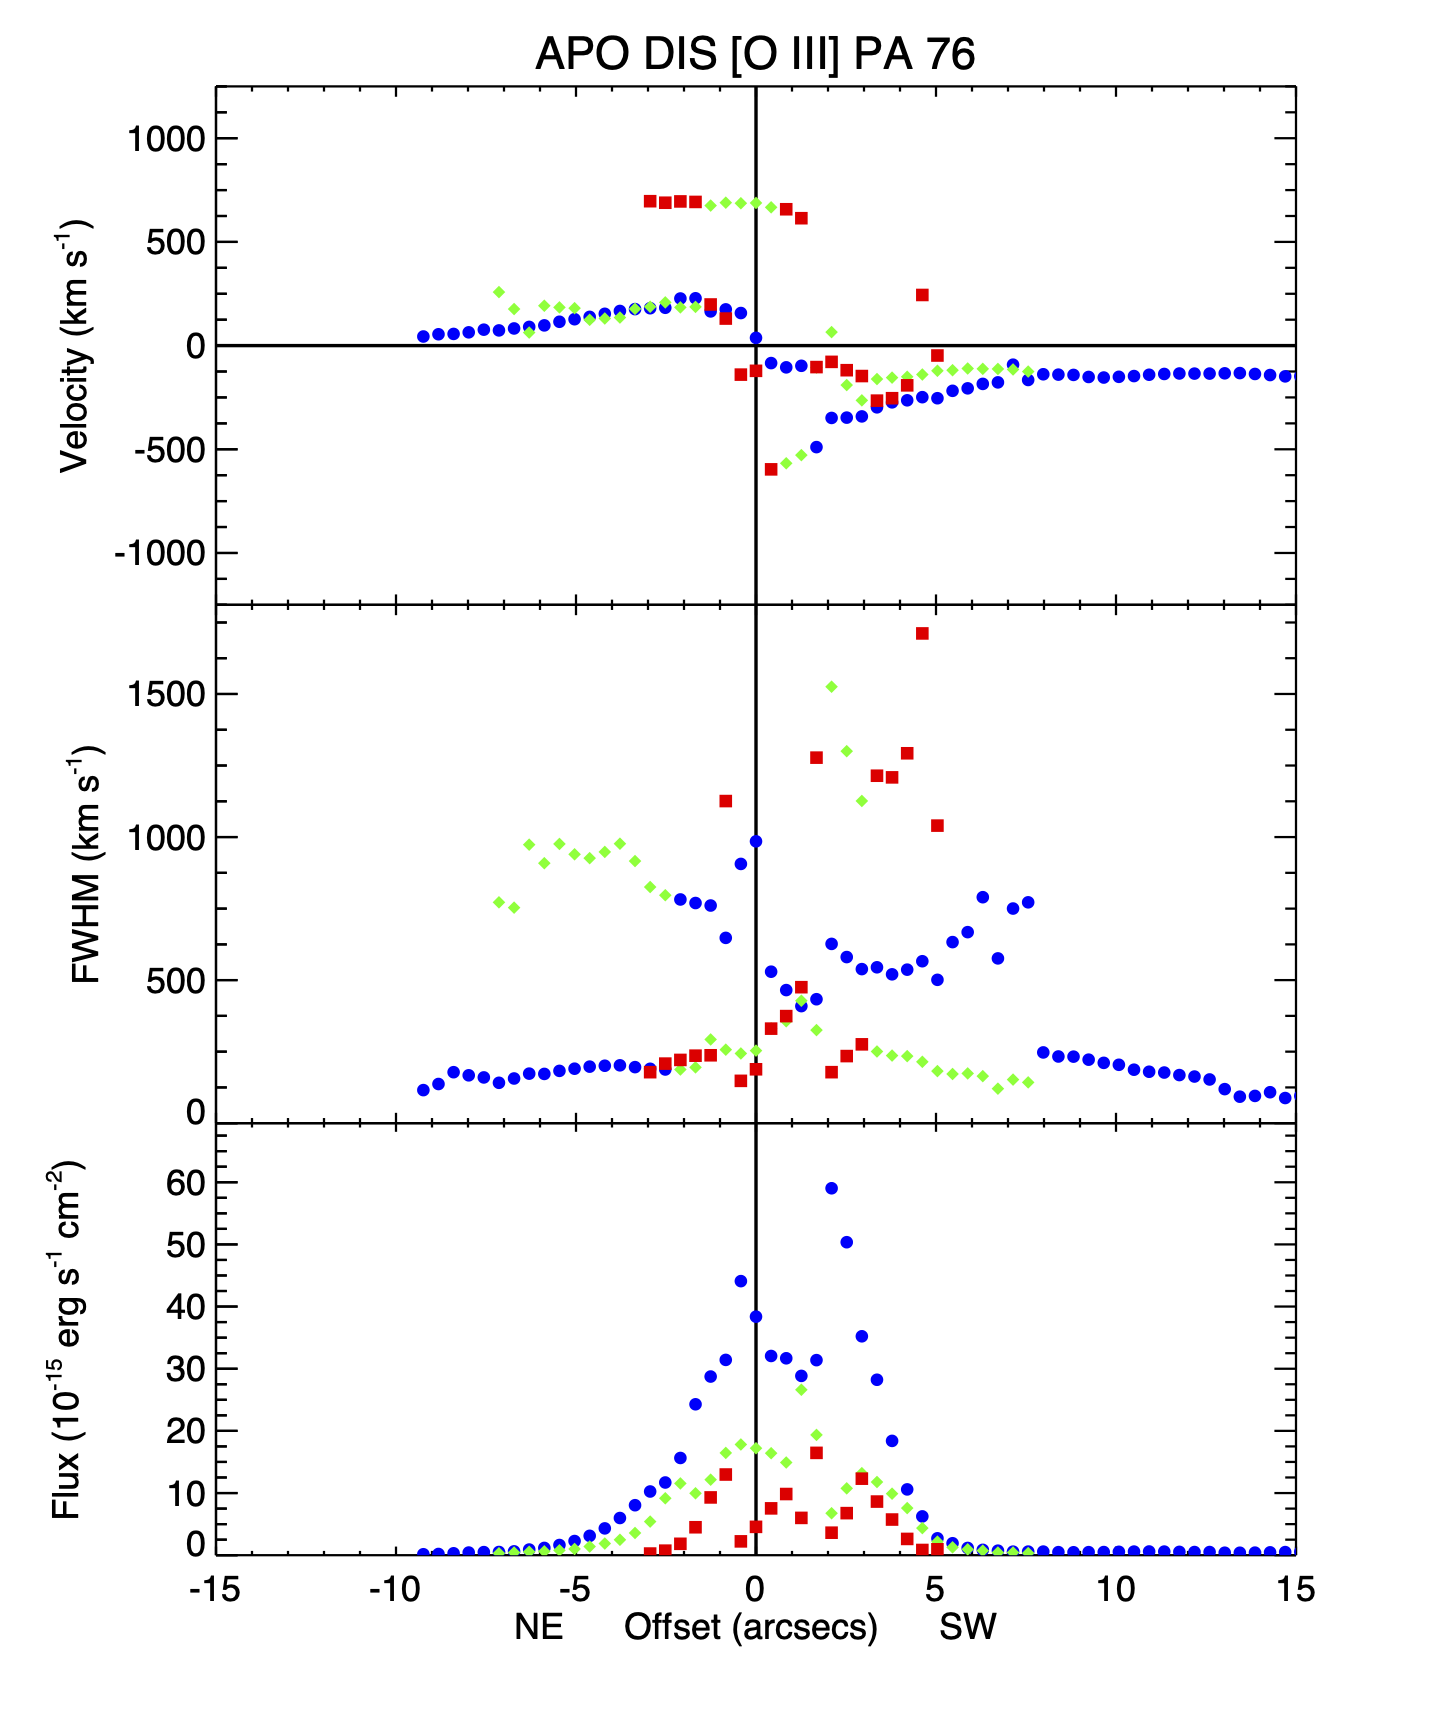 APO DIS [O III] PA 76
1000
500
0
-500
-1000
Velocity (km s-1)
1500
1000
500
0
FWHM (km s-1)
60
50
40
30
20
10
0
Flux (10-15 erg s-1 cm-2)
-15 -10 -5 0 5 10 15
NE Offset (arcsecs) SW